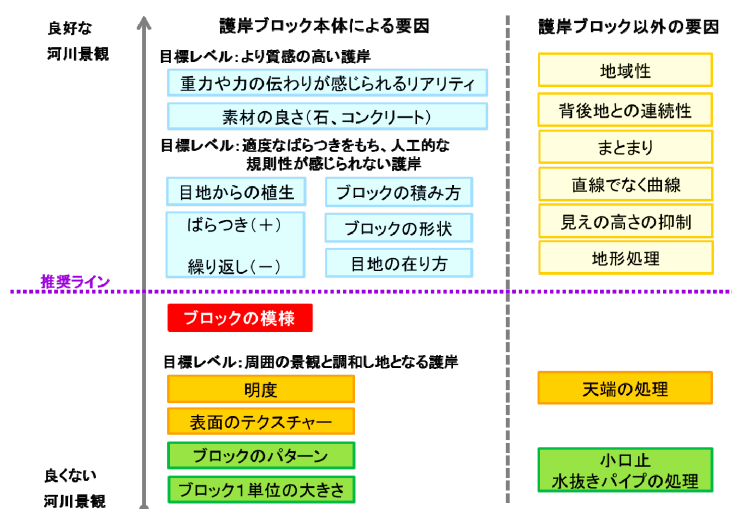 良好な
河川景観
護岸ブロック本体による要因
護岸ブロック以外の要因
目標レベル：より質感の高い護岸
重力や力の伝わりが感じられるリアリティ
素材の良さ（石、コンクリート）
目標レベル：適度なばらつきをもち、人工的な
規則性が感じられない護岸
目地からの植生
ブロックの積み方
ばらつき（＋）
ブロックの形状
繰り返し（－）
目地の在り方
地域性
背後地との連続性
まとまり
直線でなく曲線
見えの高さの抑制
地形処理
推奨ライン
ブロックの模様
目標レベル：周囲の景観と調和し地となる護岸
明度
表面のテクスチャー
ブロックのパターン
ブロック１単位の大きさ
天端の処理
小口止
水抜きパイプの処理
良くない
河川景観